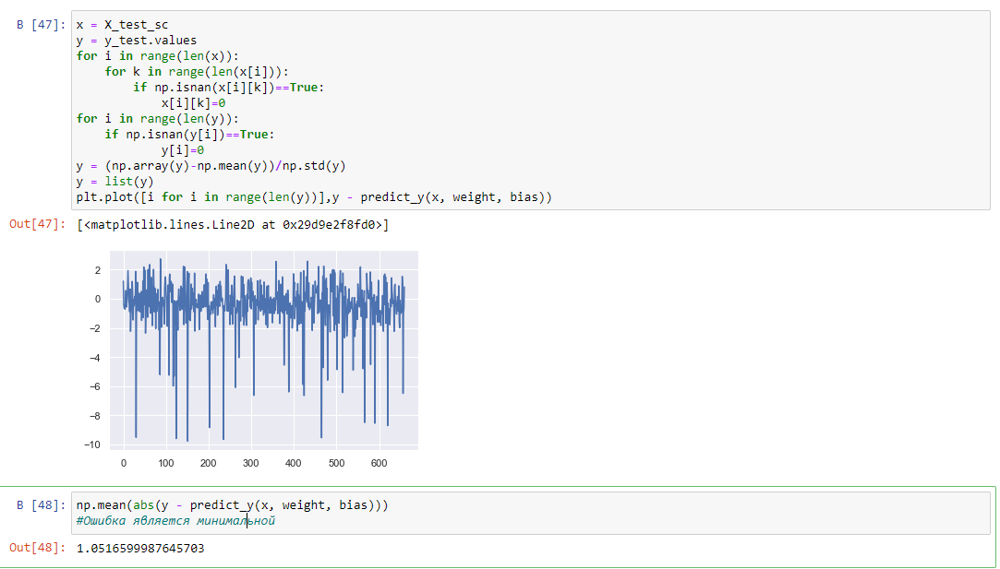 B [47]: x = X_test_sc
y = y_test.values
for i in range(len(x)):
    for k in range(len(x[i])):
        if np.isnan(x[i][k])==True:
            x[i][k]=0
for i in range(len(y)):
    if np.isnan(y[i])==True:
            y[i]=0
y = (np.array(y)-np.mean(y))/np.std(y)
y = list(y)
plt.plot([i for i in range(len(y))],y - predict_y(x, weight, bias))
Out[47]: [<matplotlib.lines.Line2D at 0x29d9e2f8fd0>]
2
0
−2
−4
−6
−8
−10
0 100 200 300 400 500 600
B [48]: np.mean(abs(y - predict_y(x, weight, bias)))
#Ошибка является минимальной
Out[48]: 1.0516599987645703